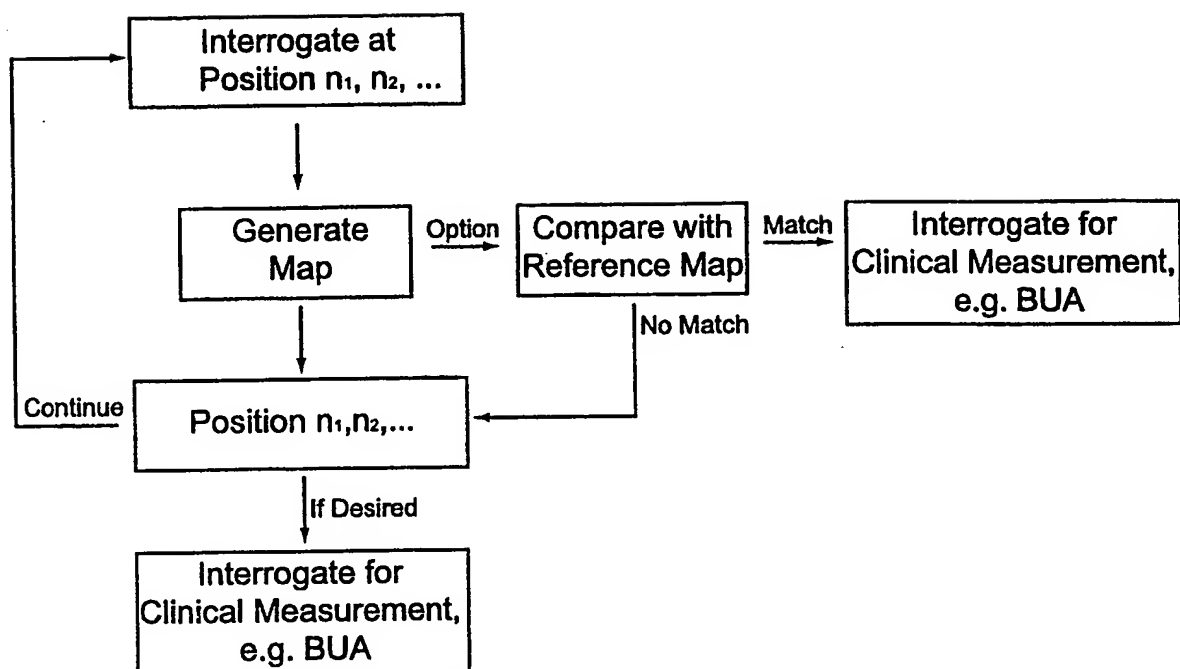 Interrogate at
Position n₁, n₂, ...
Generate
Map
Option
Compare with
Reference Map
Match
Interrogate for
Clinical Measurement,
e.g. BUA
No Match
Continue
Position n₁,n₂,...
If Desired
Interrogate for
Clinical Measurement,
e.g. BUA